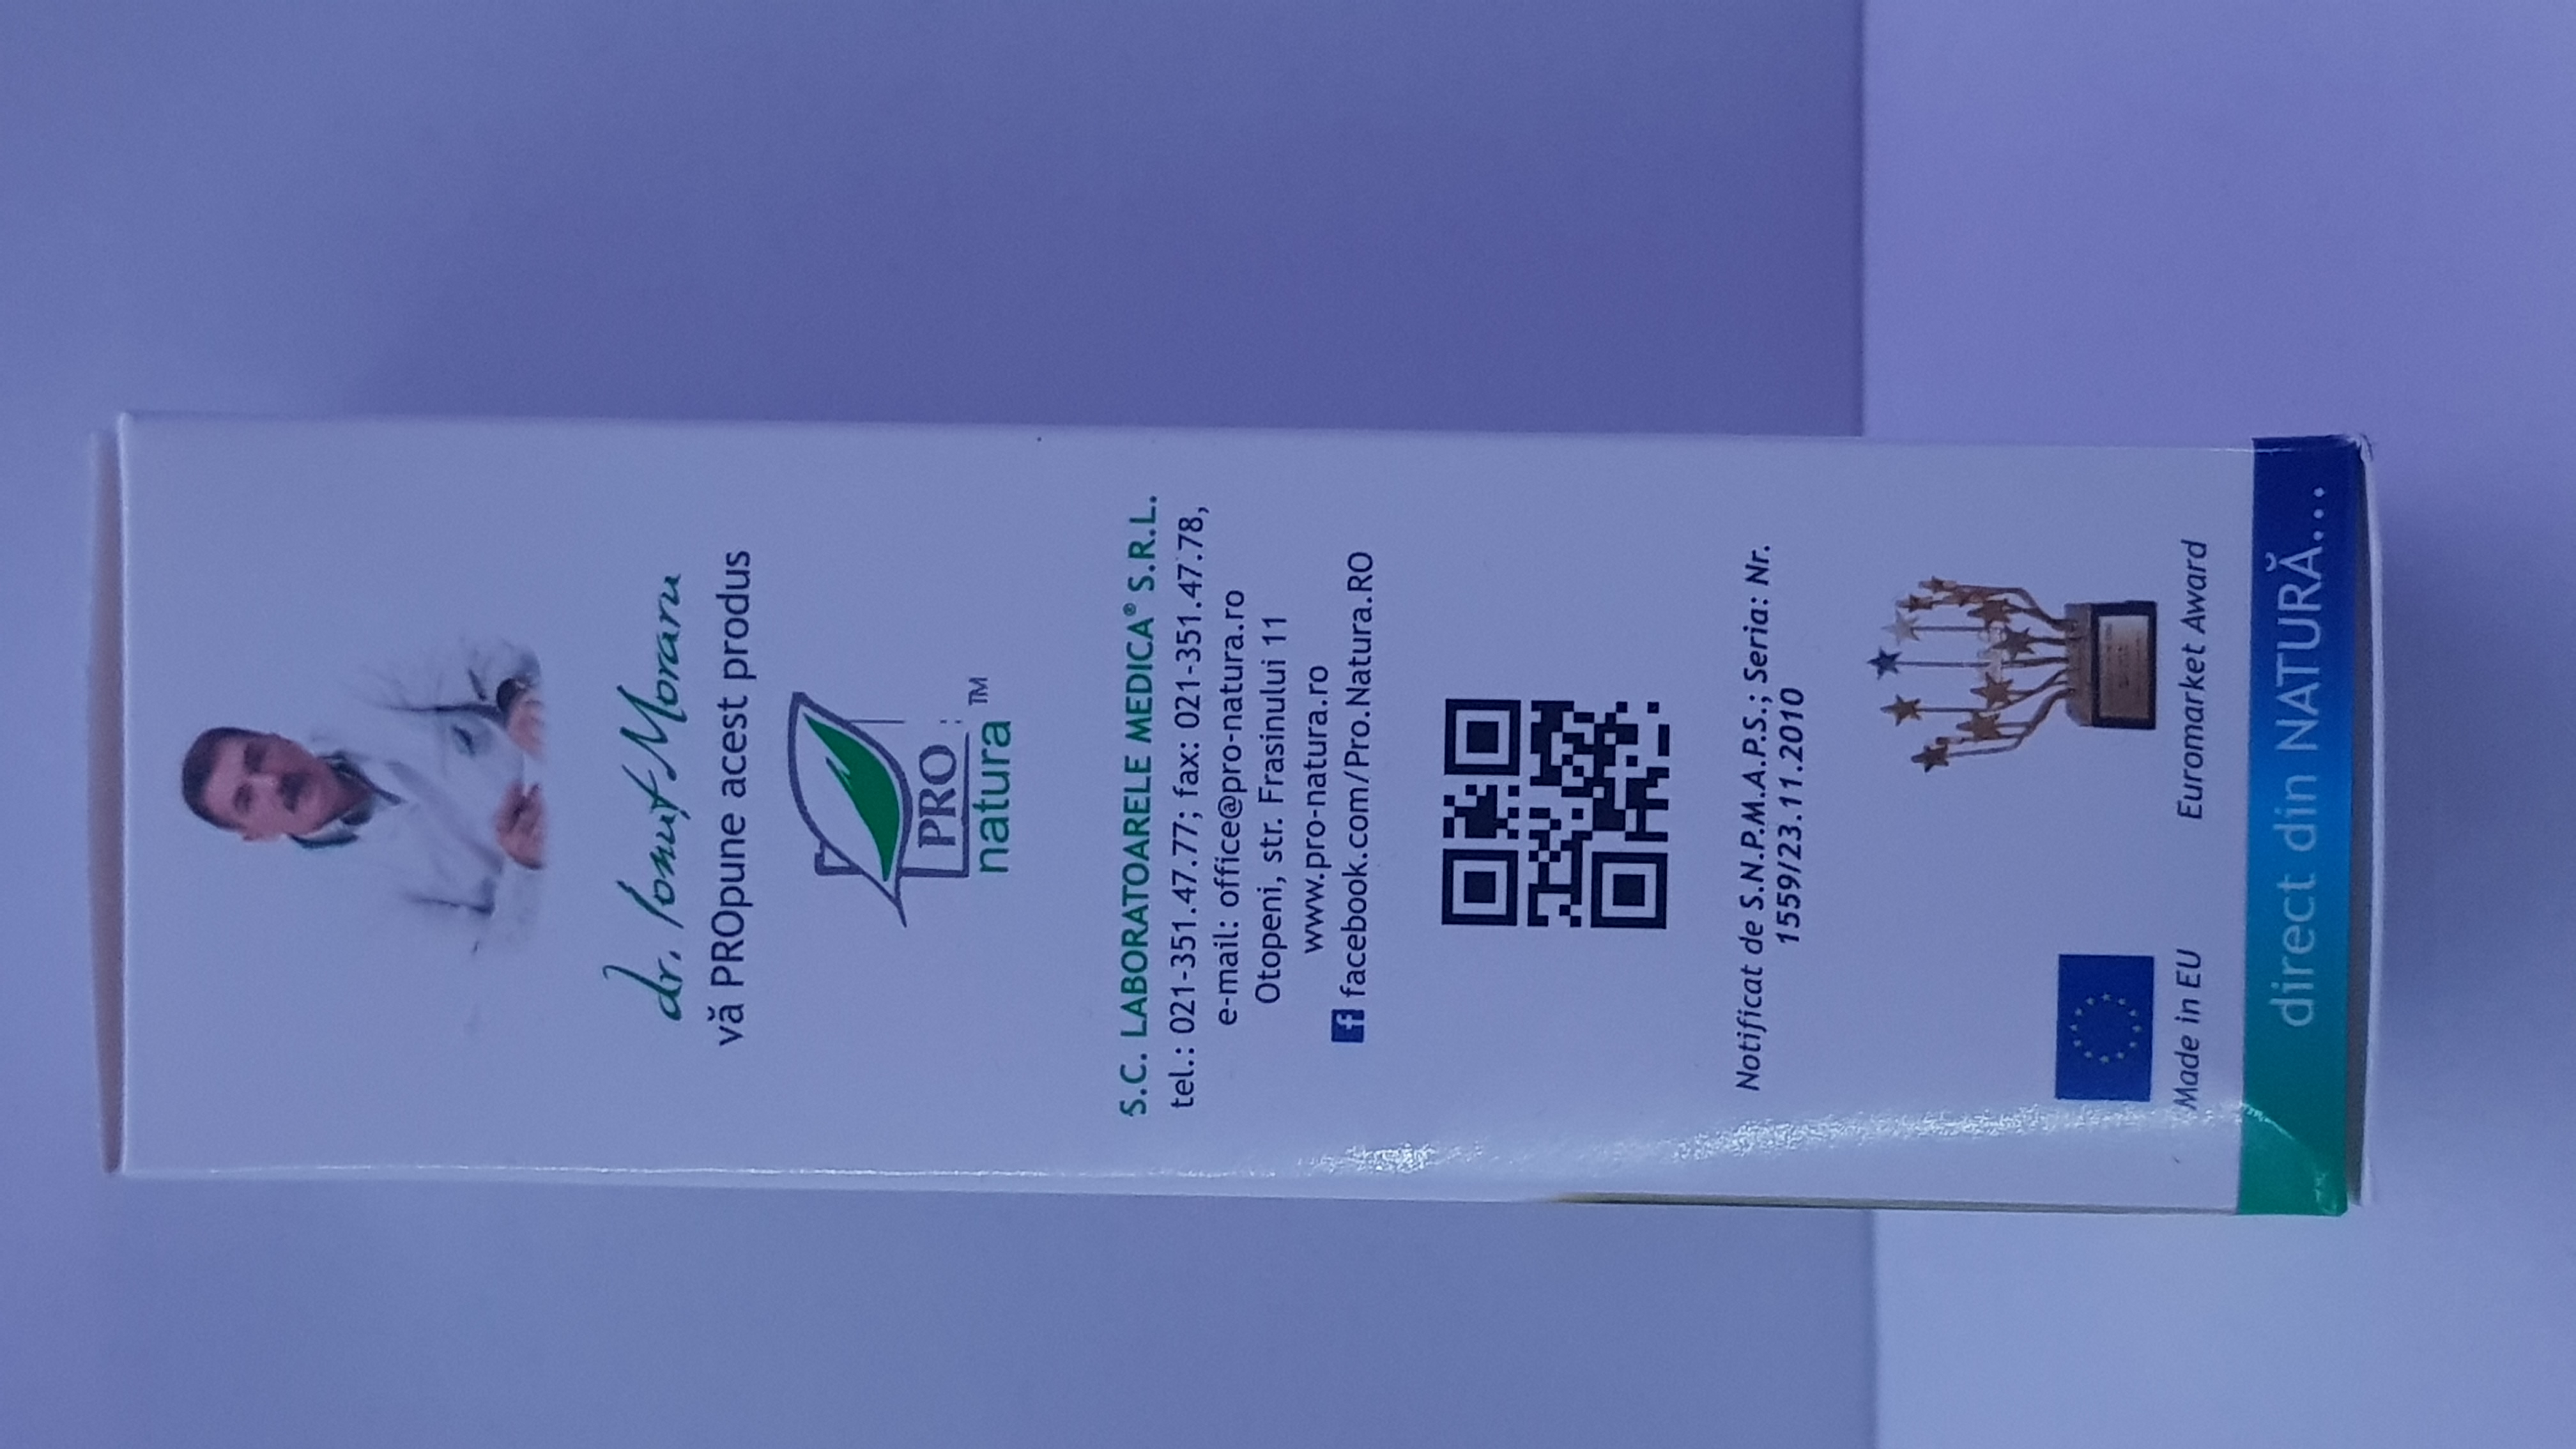 dr. Ionuț Moraru
vă PROpune acest produs
PRO
natura™
S.C. LABORATOARELE MEDICA® S.R.L.
tel.: 021-351.47.77; fax: 021-351.47.78,
e-mail: office@pro-natura.ro
Otopeni, str. Frasinului 11
www.pro-natura.ro
facebook.com/Pro.Natura.RO
Notificat de S.N.P.M.A.P.S.; Seria: Nr.
1559/23.11.2010
Made in EU
Euromarket Award
direct din NATURĂ...